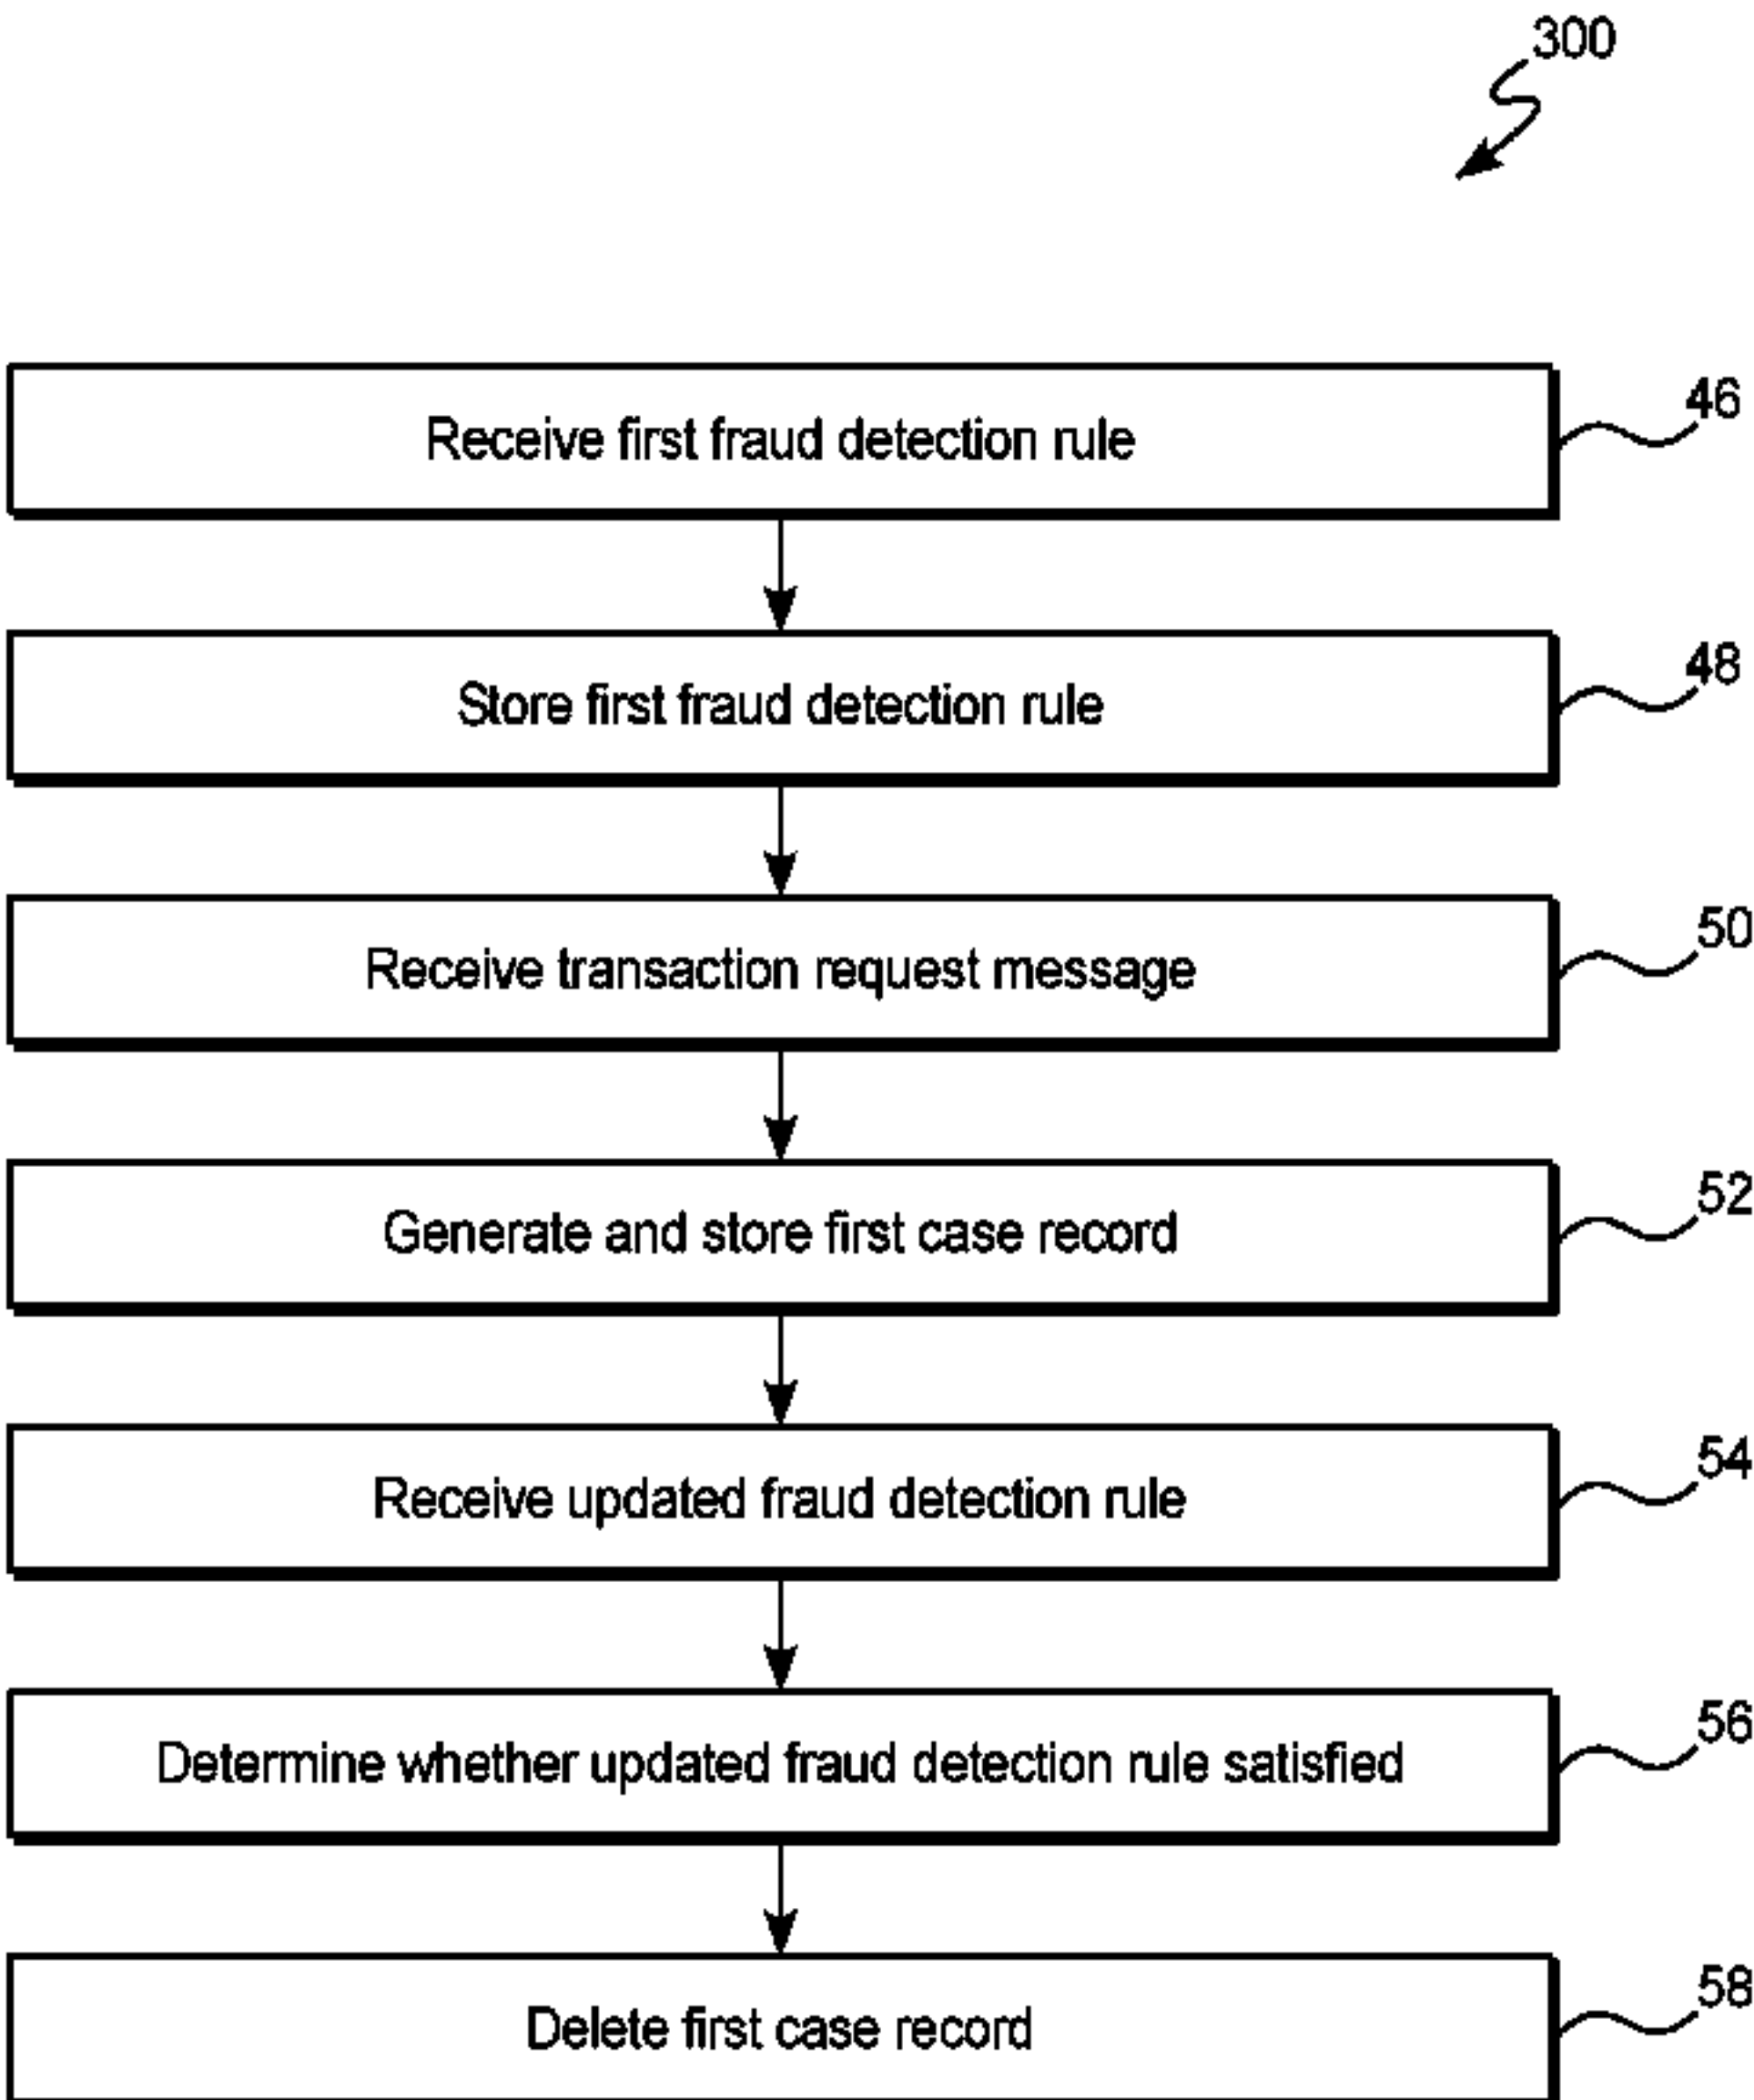 300
Receive first fraud detection rule
46
Store first fraud detection rule
48
Receive transaction request message
50
Generate and store first case record
52
Receive updated fraud detection rule
54
Determine whether updated fraud detection rule satisfied
56
Delete first case record
58